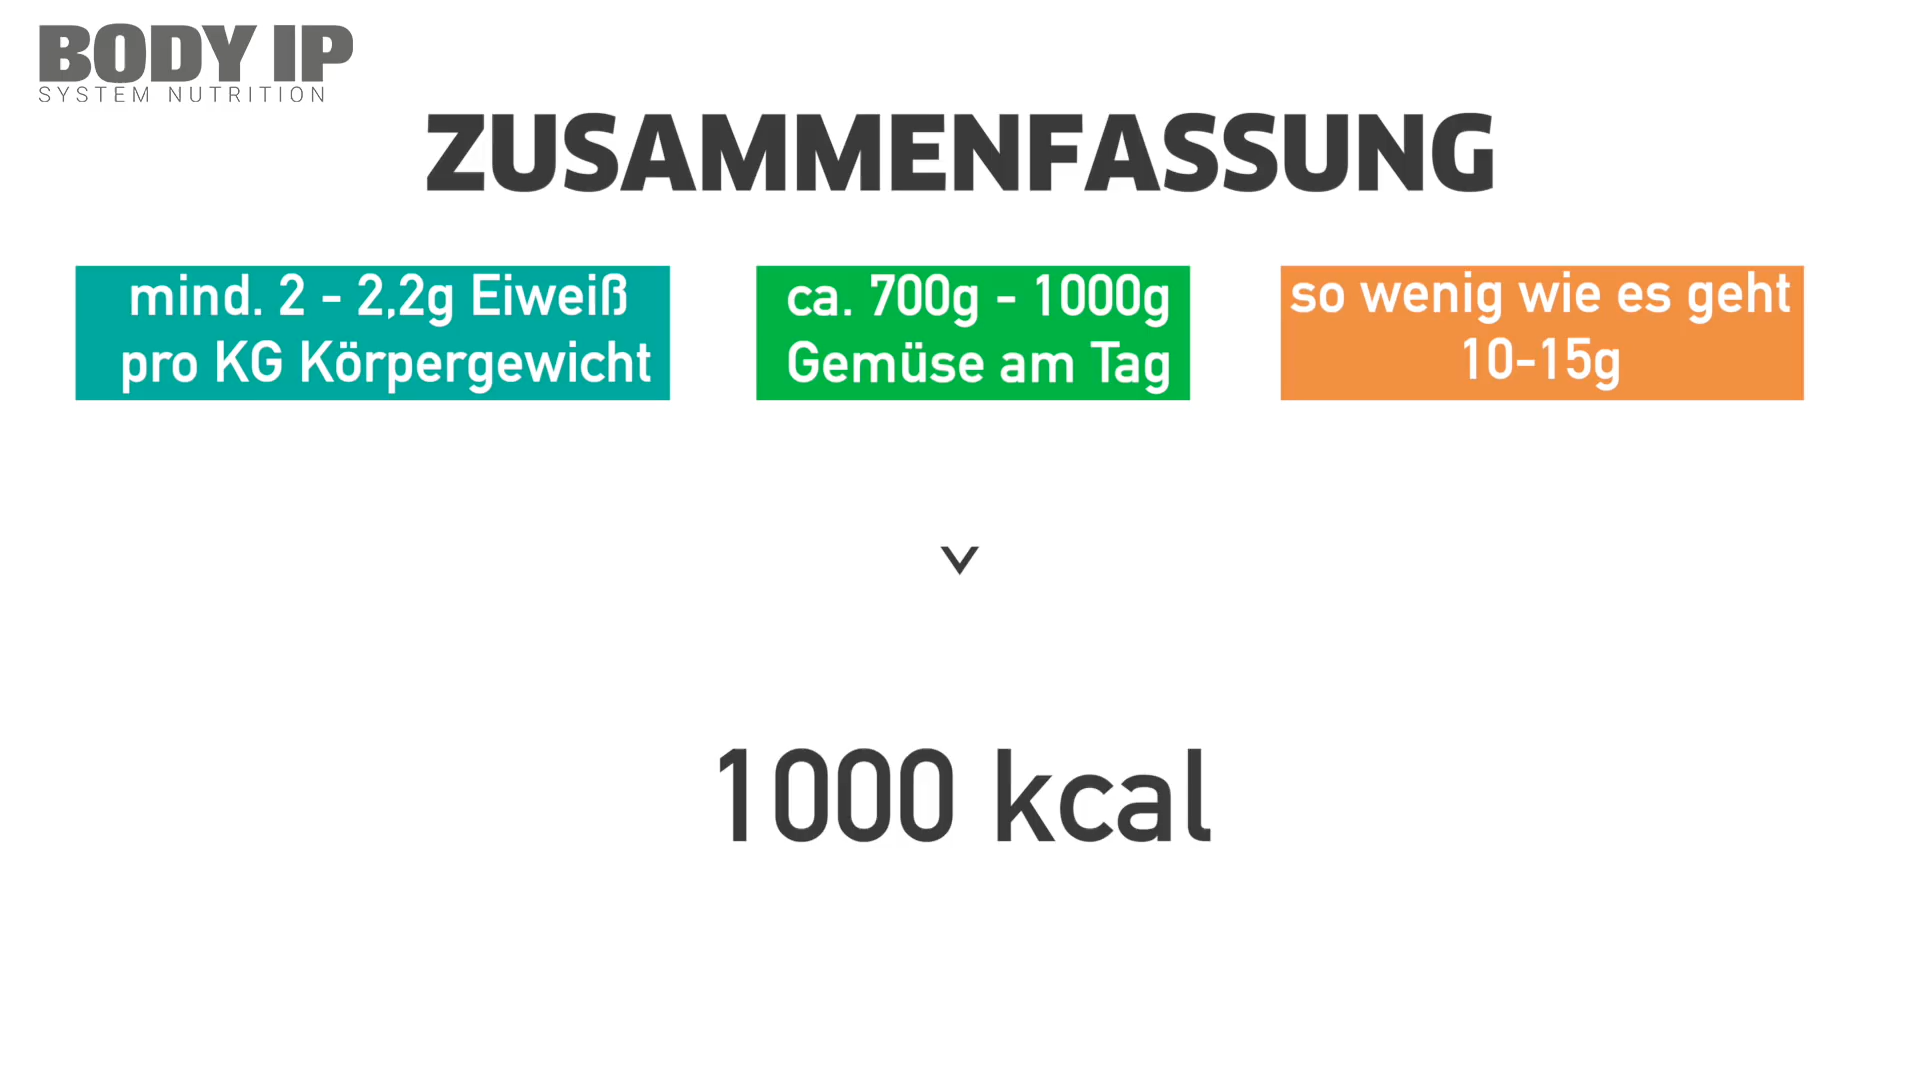 BODY IP
SYSTEM NUTRITION
ZUSAMMENFASSUNG
mind. 2 - 2,2g Eiweiß
pro KG Körpergewicht
ca. 700g - 1000g
Gemüse am Tag
so wenig wie es geht
10-15g
1000 kcal